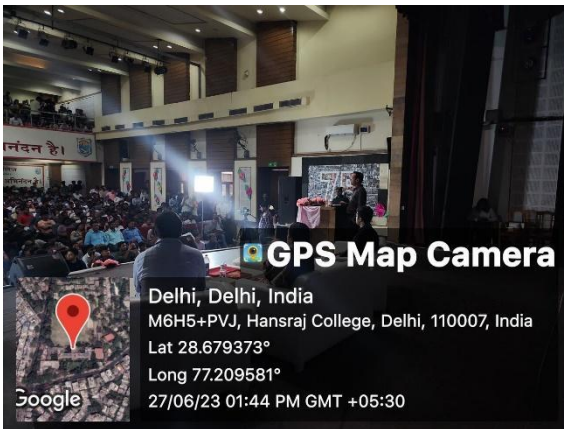 नंदन है।
GPS Map Camera
Delhi, Delhi, India
M6H5+PVJ, Hansraj College, Delhi, 110007, India
Lat 28.679373°
Long 77.209581°
27/06/23 01:44 PM GMT +05:30
Google